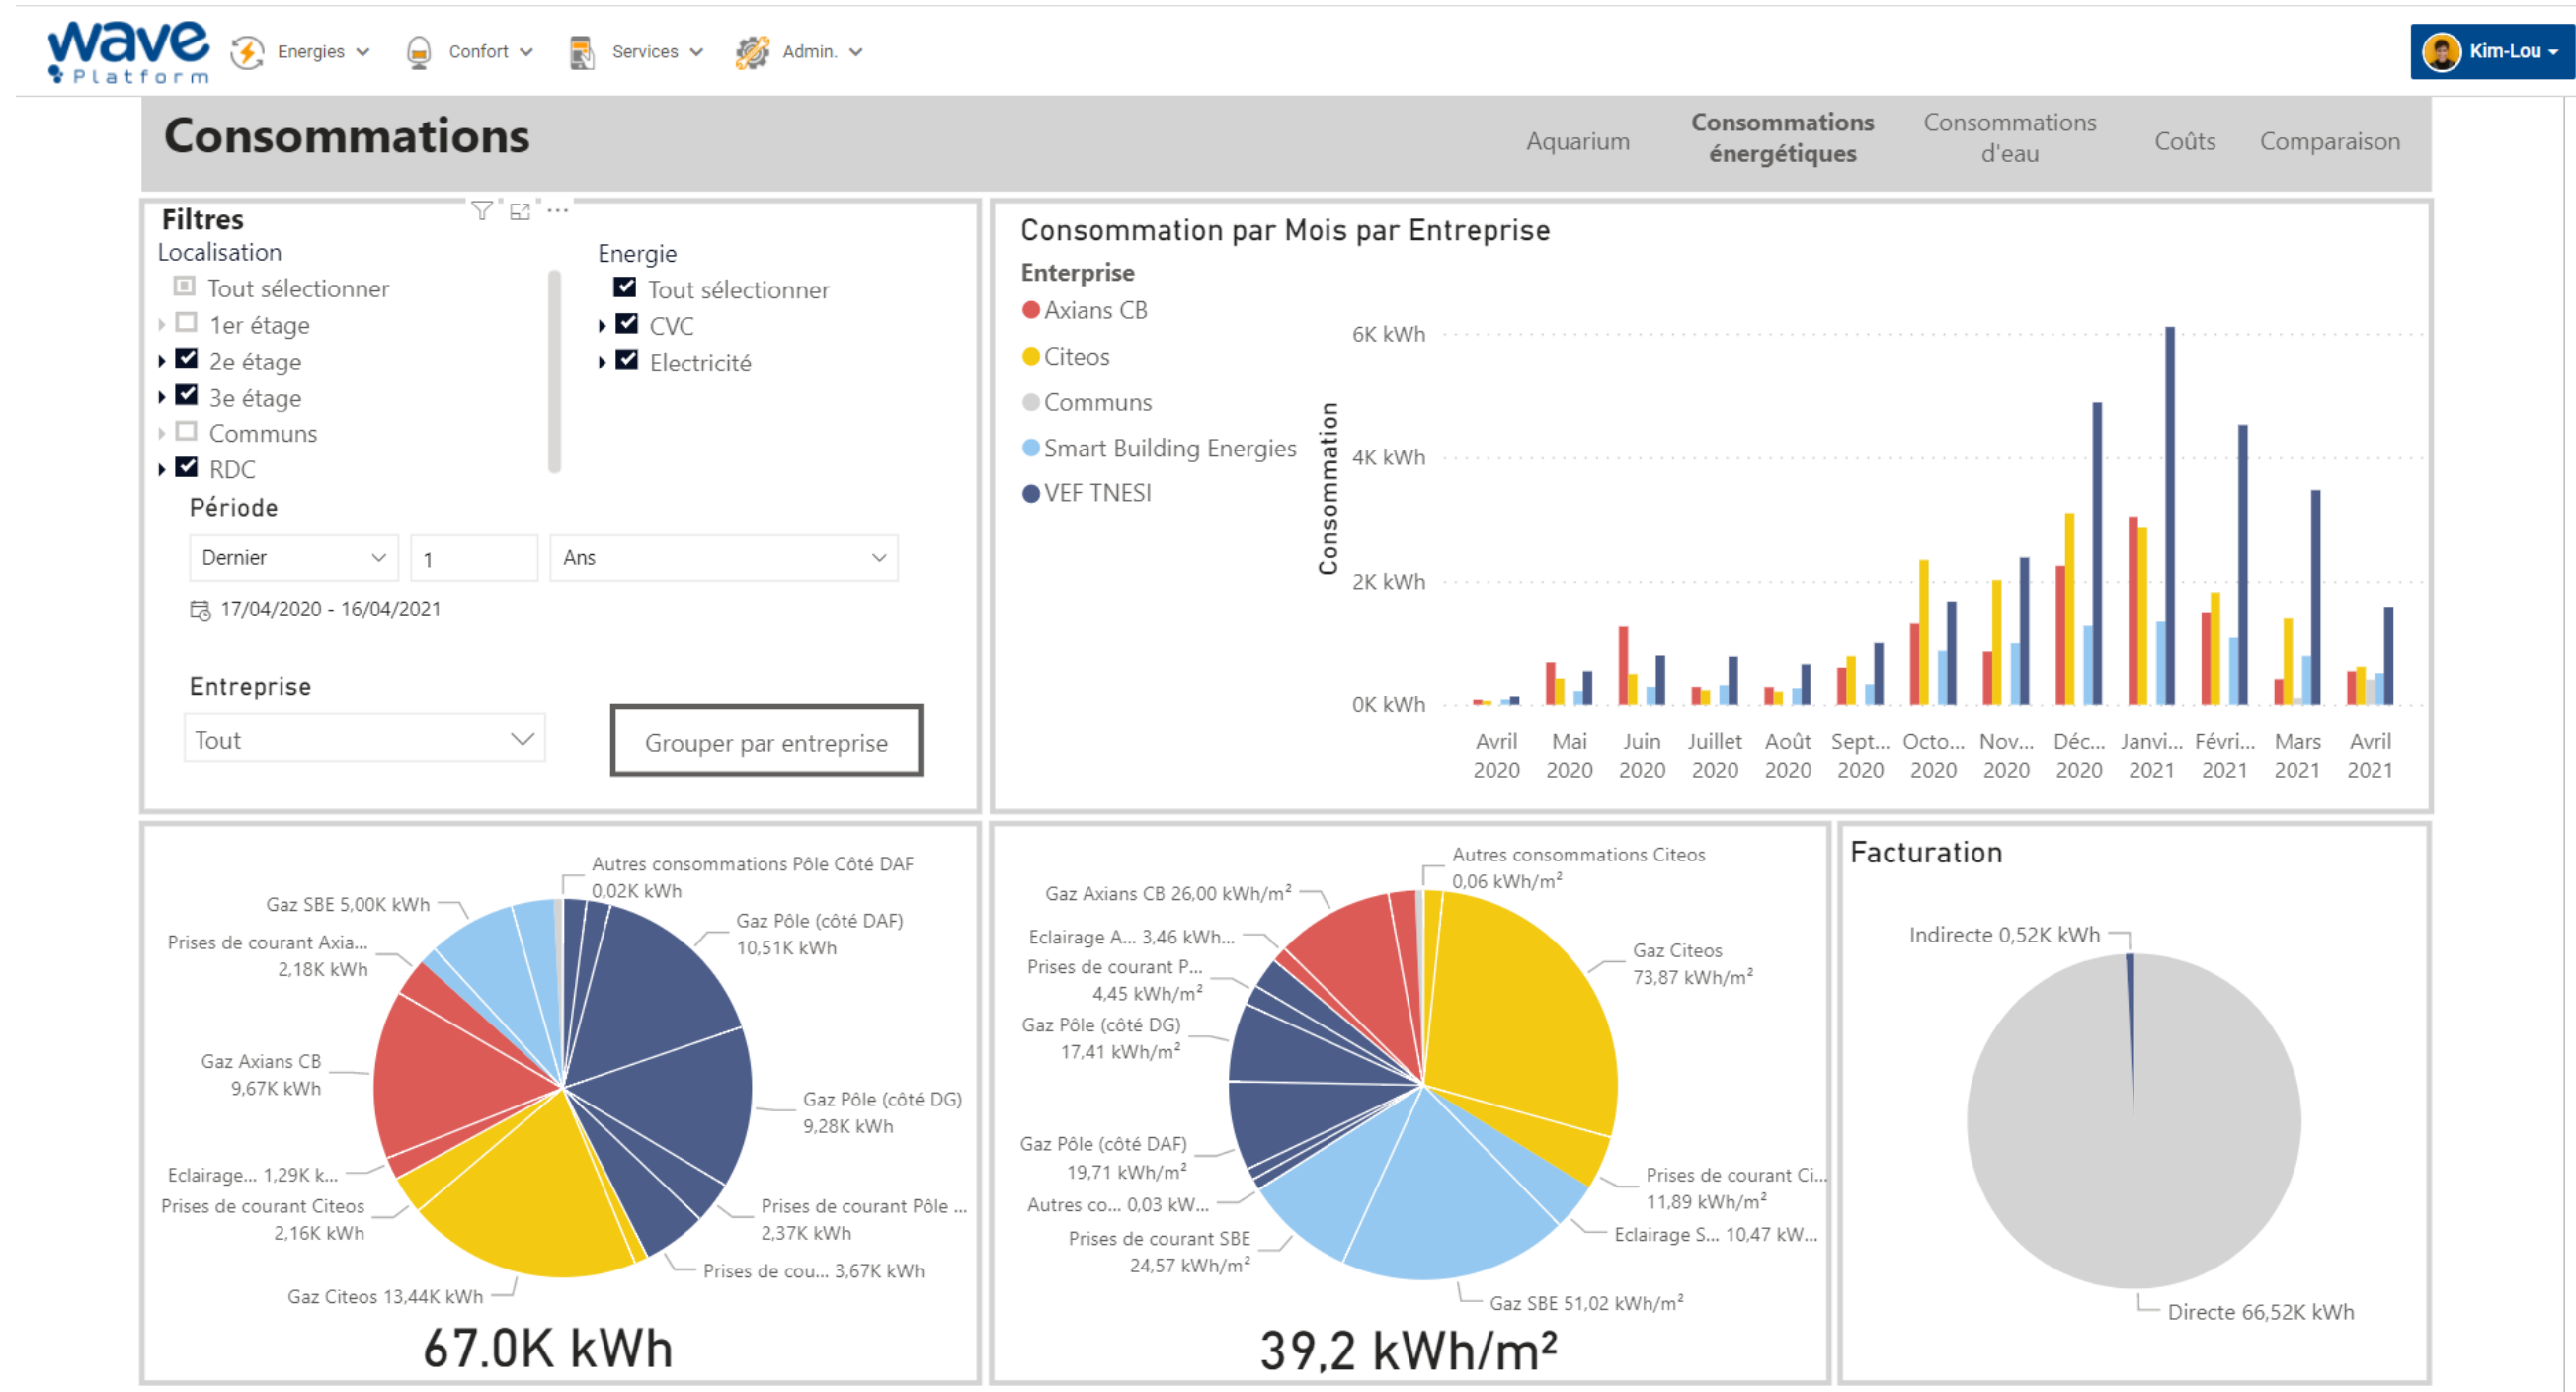 wave
Platform
Energies
Confort
Services
Admin.
Kim-Lou
Consommations
Aquarium
Consommations
énergétiques
Consommations
d'eau
Coûts
Comparaison
Filtres
Localisation
Tout sélectionner
1er étage
2e étage
3e étage
Communs
RDC
Energie
Tout sélectionner
CVC
Electricité
Période
Dernier
1
Ans
17/04/2020 - 16/04/2021
Entreprise
Tout
Grouper par entreprise
Consommation par Mois par Entreprise
Enterprise
Axians CB
Citeos
Communs
Smart Building Energies
VEF TNESI
Consommation
6K kWh
4K kWh
2K kWh
0K kWh
Avril
2020
Mai
2020
Juin
2020
Juillet
2020
Août
2020
Sept...
2020
Octo...
2020
Nov...
2020
Déc...
2020
Janvi...
2021
Févri...
2021
Mars
2021
Avril
2021
Autres consommations Pôle Côté DAF
0,02K kWh
Gaz SBE 5,00K kWh
Gaz Pôle (côté DAF)
10,51K kWh
Prises de courant Axia...
2,18K kWh
Gaz Axians CB
9,67K kWh
Gaz Pôle (côté DG)
9,28K kWh
Eclairage... 1,29K k...
Prises de courant Citeos
2,16K kWh
Prises de courant Pôle ...
2,37K kWh
Prises de cou... 3,67K kWh
Gaz Citeos 13,44K kWh
67.0K kWh
Autres consommations Citeos
0,06 kWh/m²
Gaz Axians CB 26,00 kWh/m²
Eclairage A... 3,46 kWh...
Prises de courant P...
4,45 kWh/m²
Gaz Citeos
73,87 kWh/m²
Gaz Pôle (côté DG)
17,41 kWh/m²
Gaz Pôle (côté DAF)
19,71 kWh/m²
Autres co... 0,03 kW...
Prises de courant Ci...
11,89 kWh/m²
Prises de courant SBE
24,57 kWh/m²
Eclairage S... 10,47 kW...
Gaz SBE 51,02 kWh/m²
39,2 kWh/m²
Facturation
Indirecte 0,52K kWh
Directe 66,52K kWh